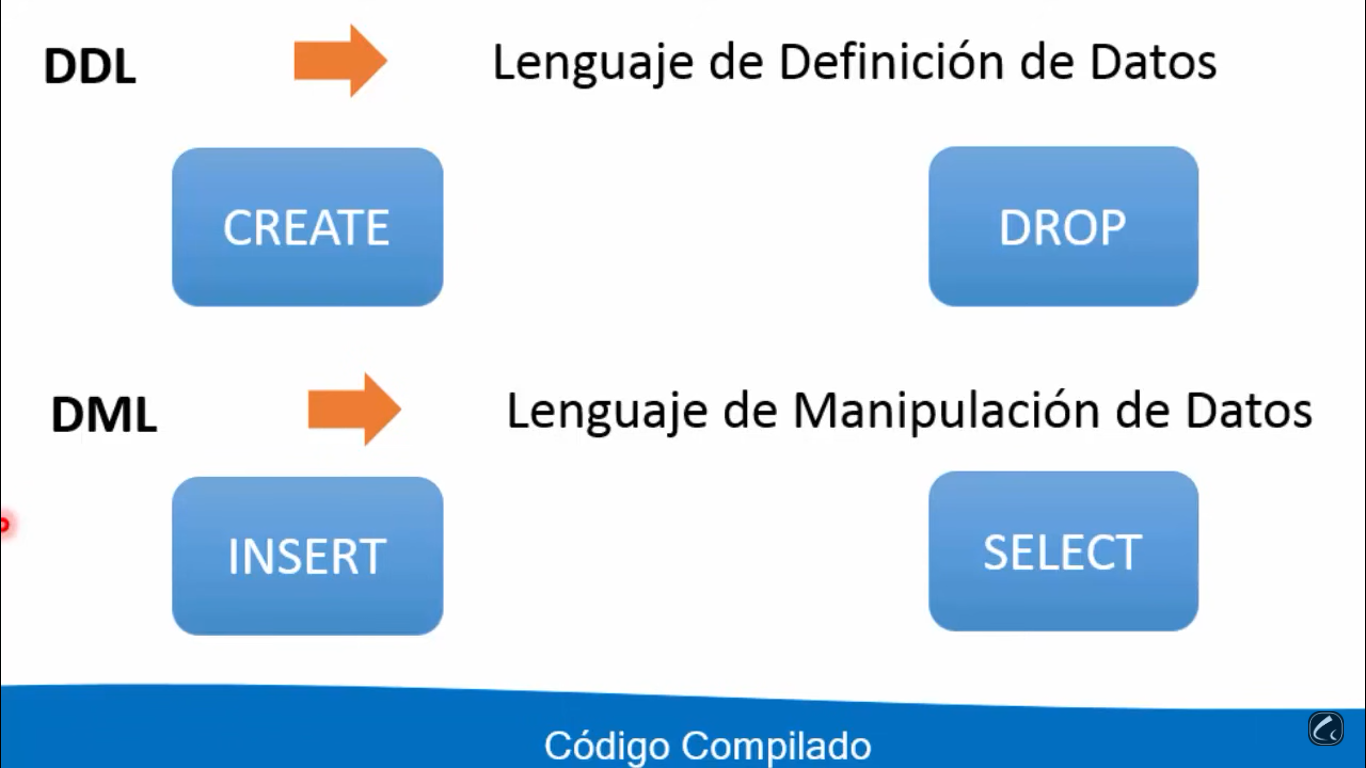 DDL Lenguaje de Definición de Datos
CREATE DROP
DML Lenguaje de Manipulación de Datos
INSERT SELECT
Código Compilado